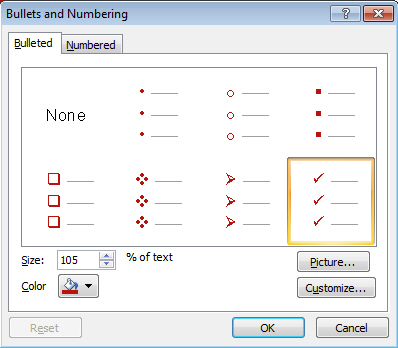 Bullets and Numbering
Bulleted Numbered
None
Size: 105 % of text
Picture...
Color
Customize...
Reset OK Cancel